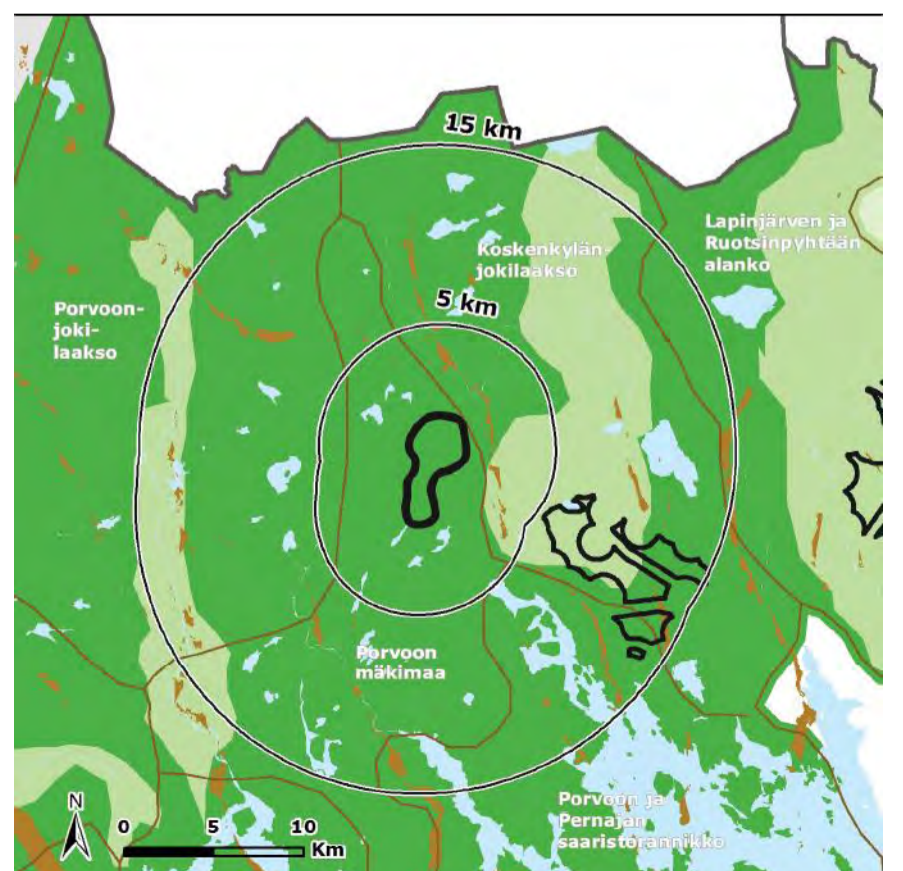 15 km
Lapinjärven ja
Ruotsinpyhtään
alanko
Koskenkylän-
jokilaakso
5 km
Porvoon-
joki-
laakso
Porvoon
mäkimaa
Porvoon ja
Pernajan
saaristorannikko
N
0 5 10
Km